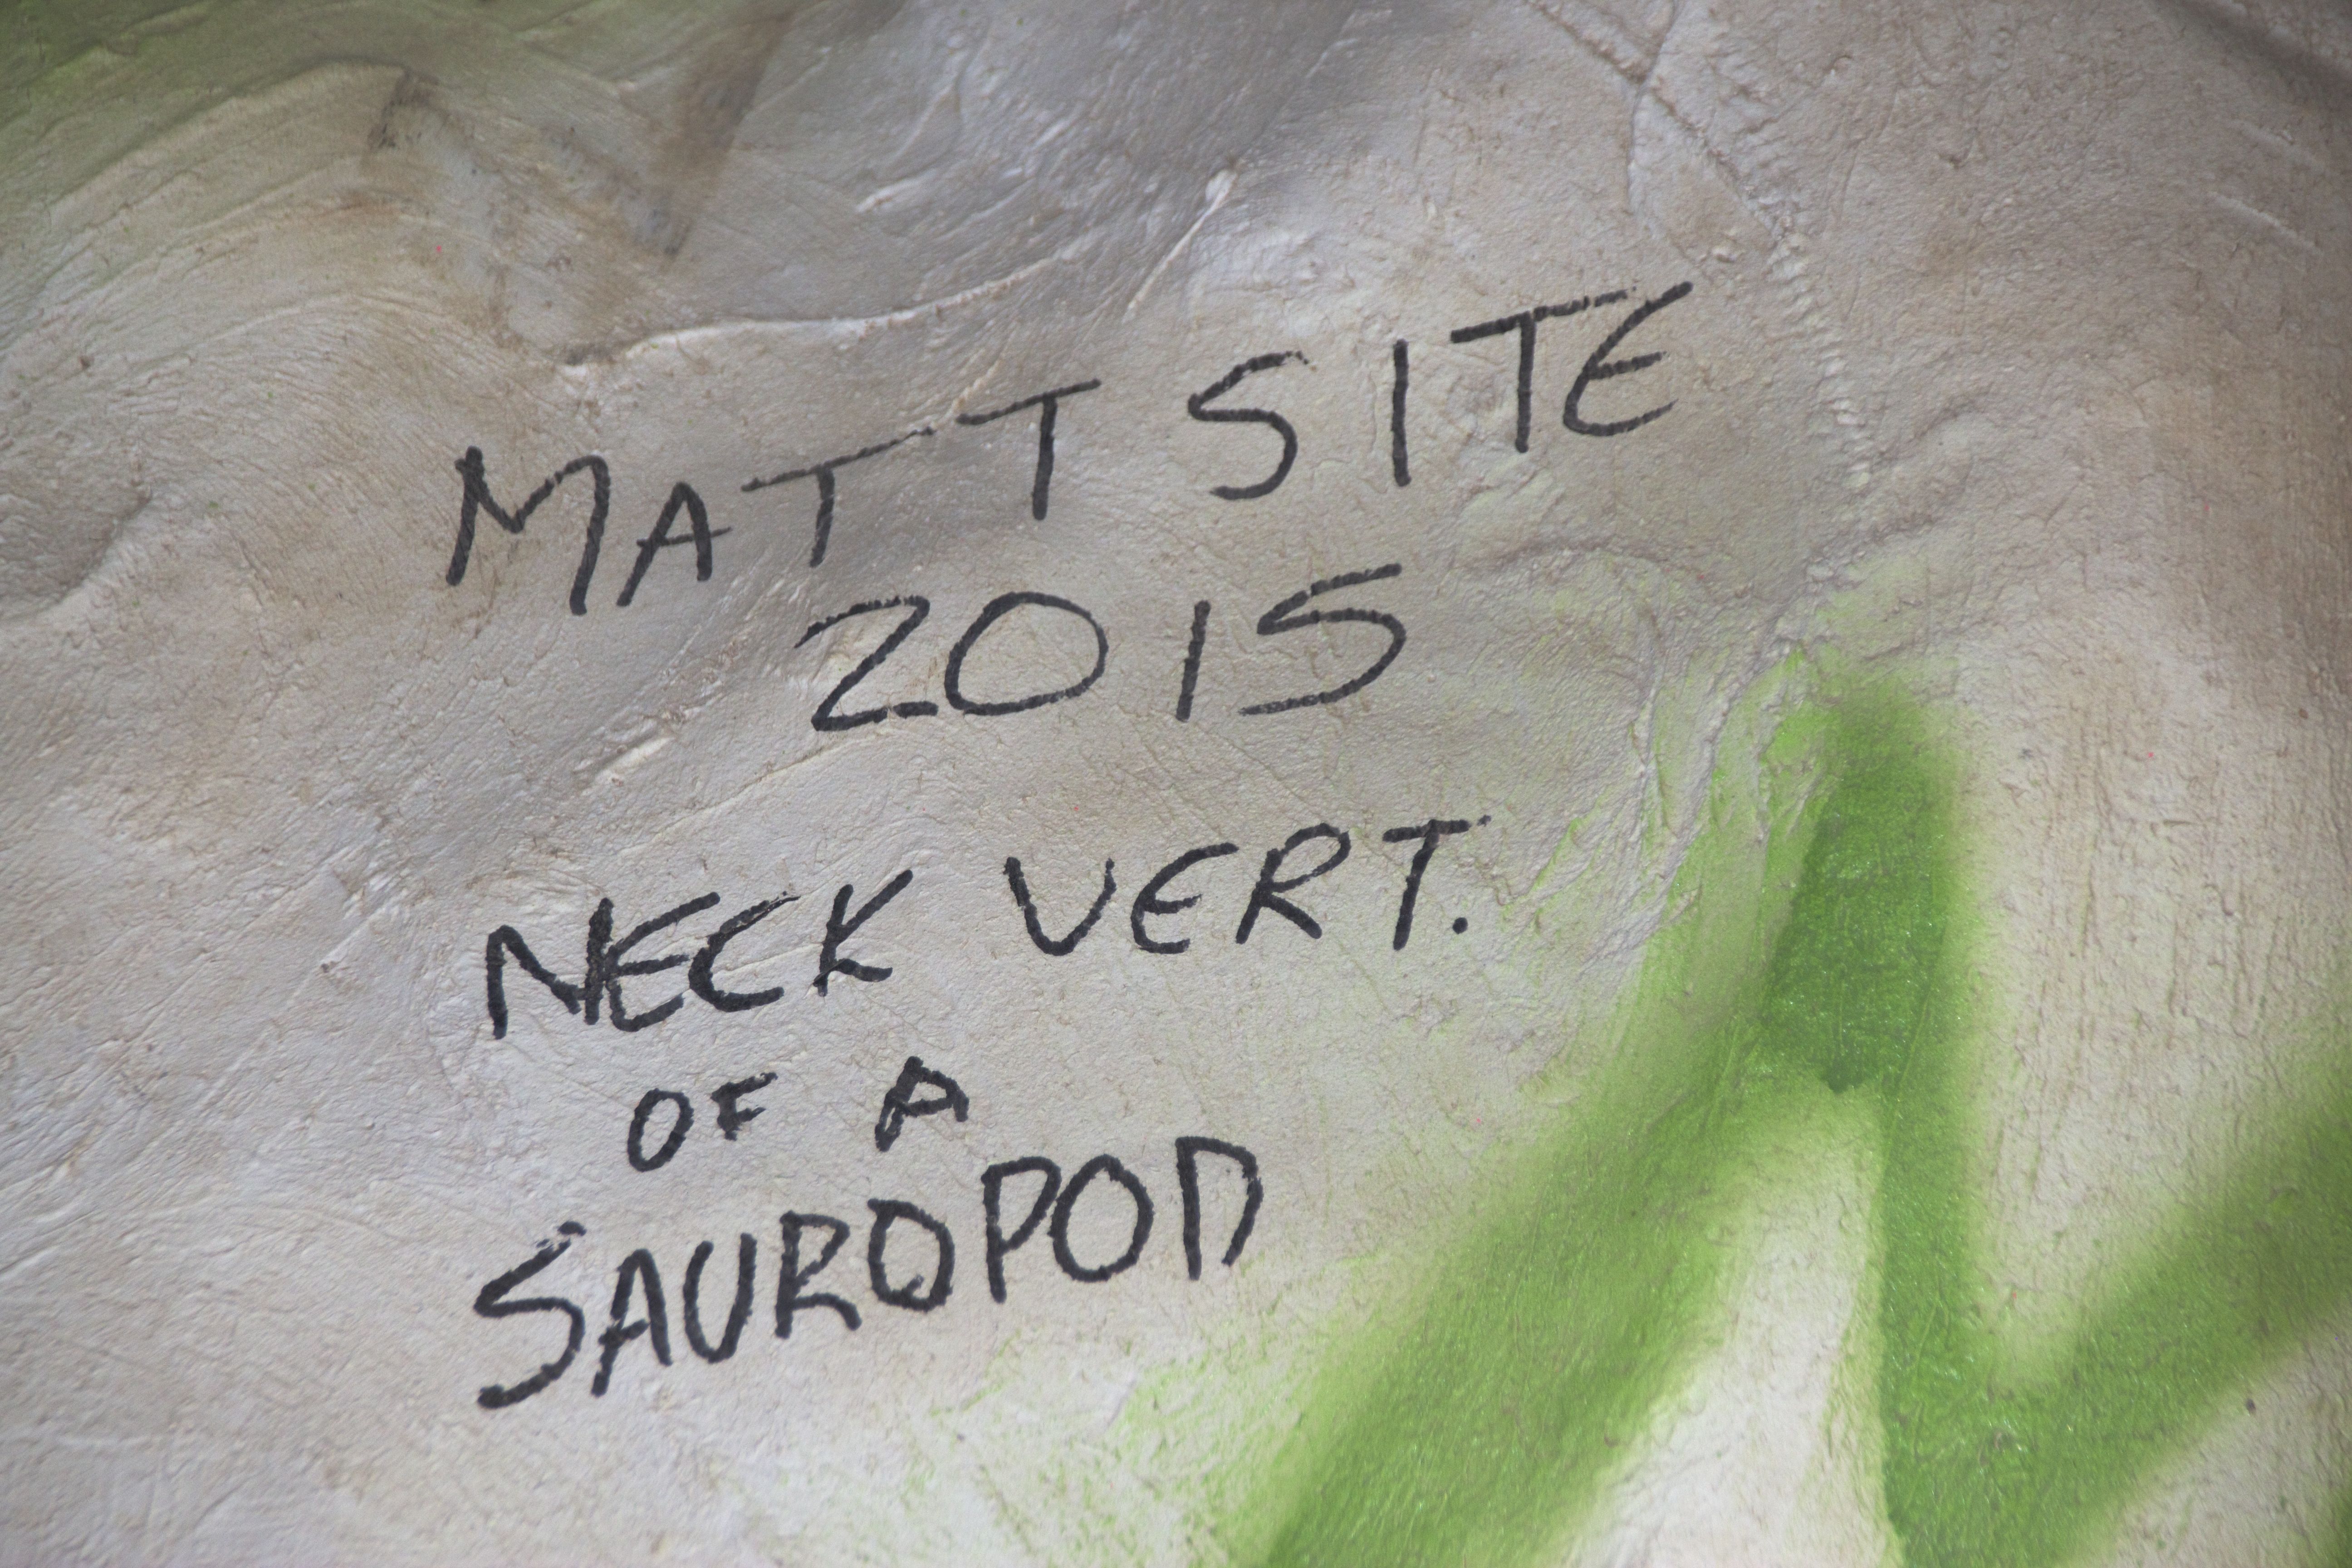 MATT SITE
2015
NECK VERT.
OF A
SAUROPOD